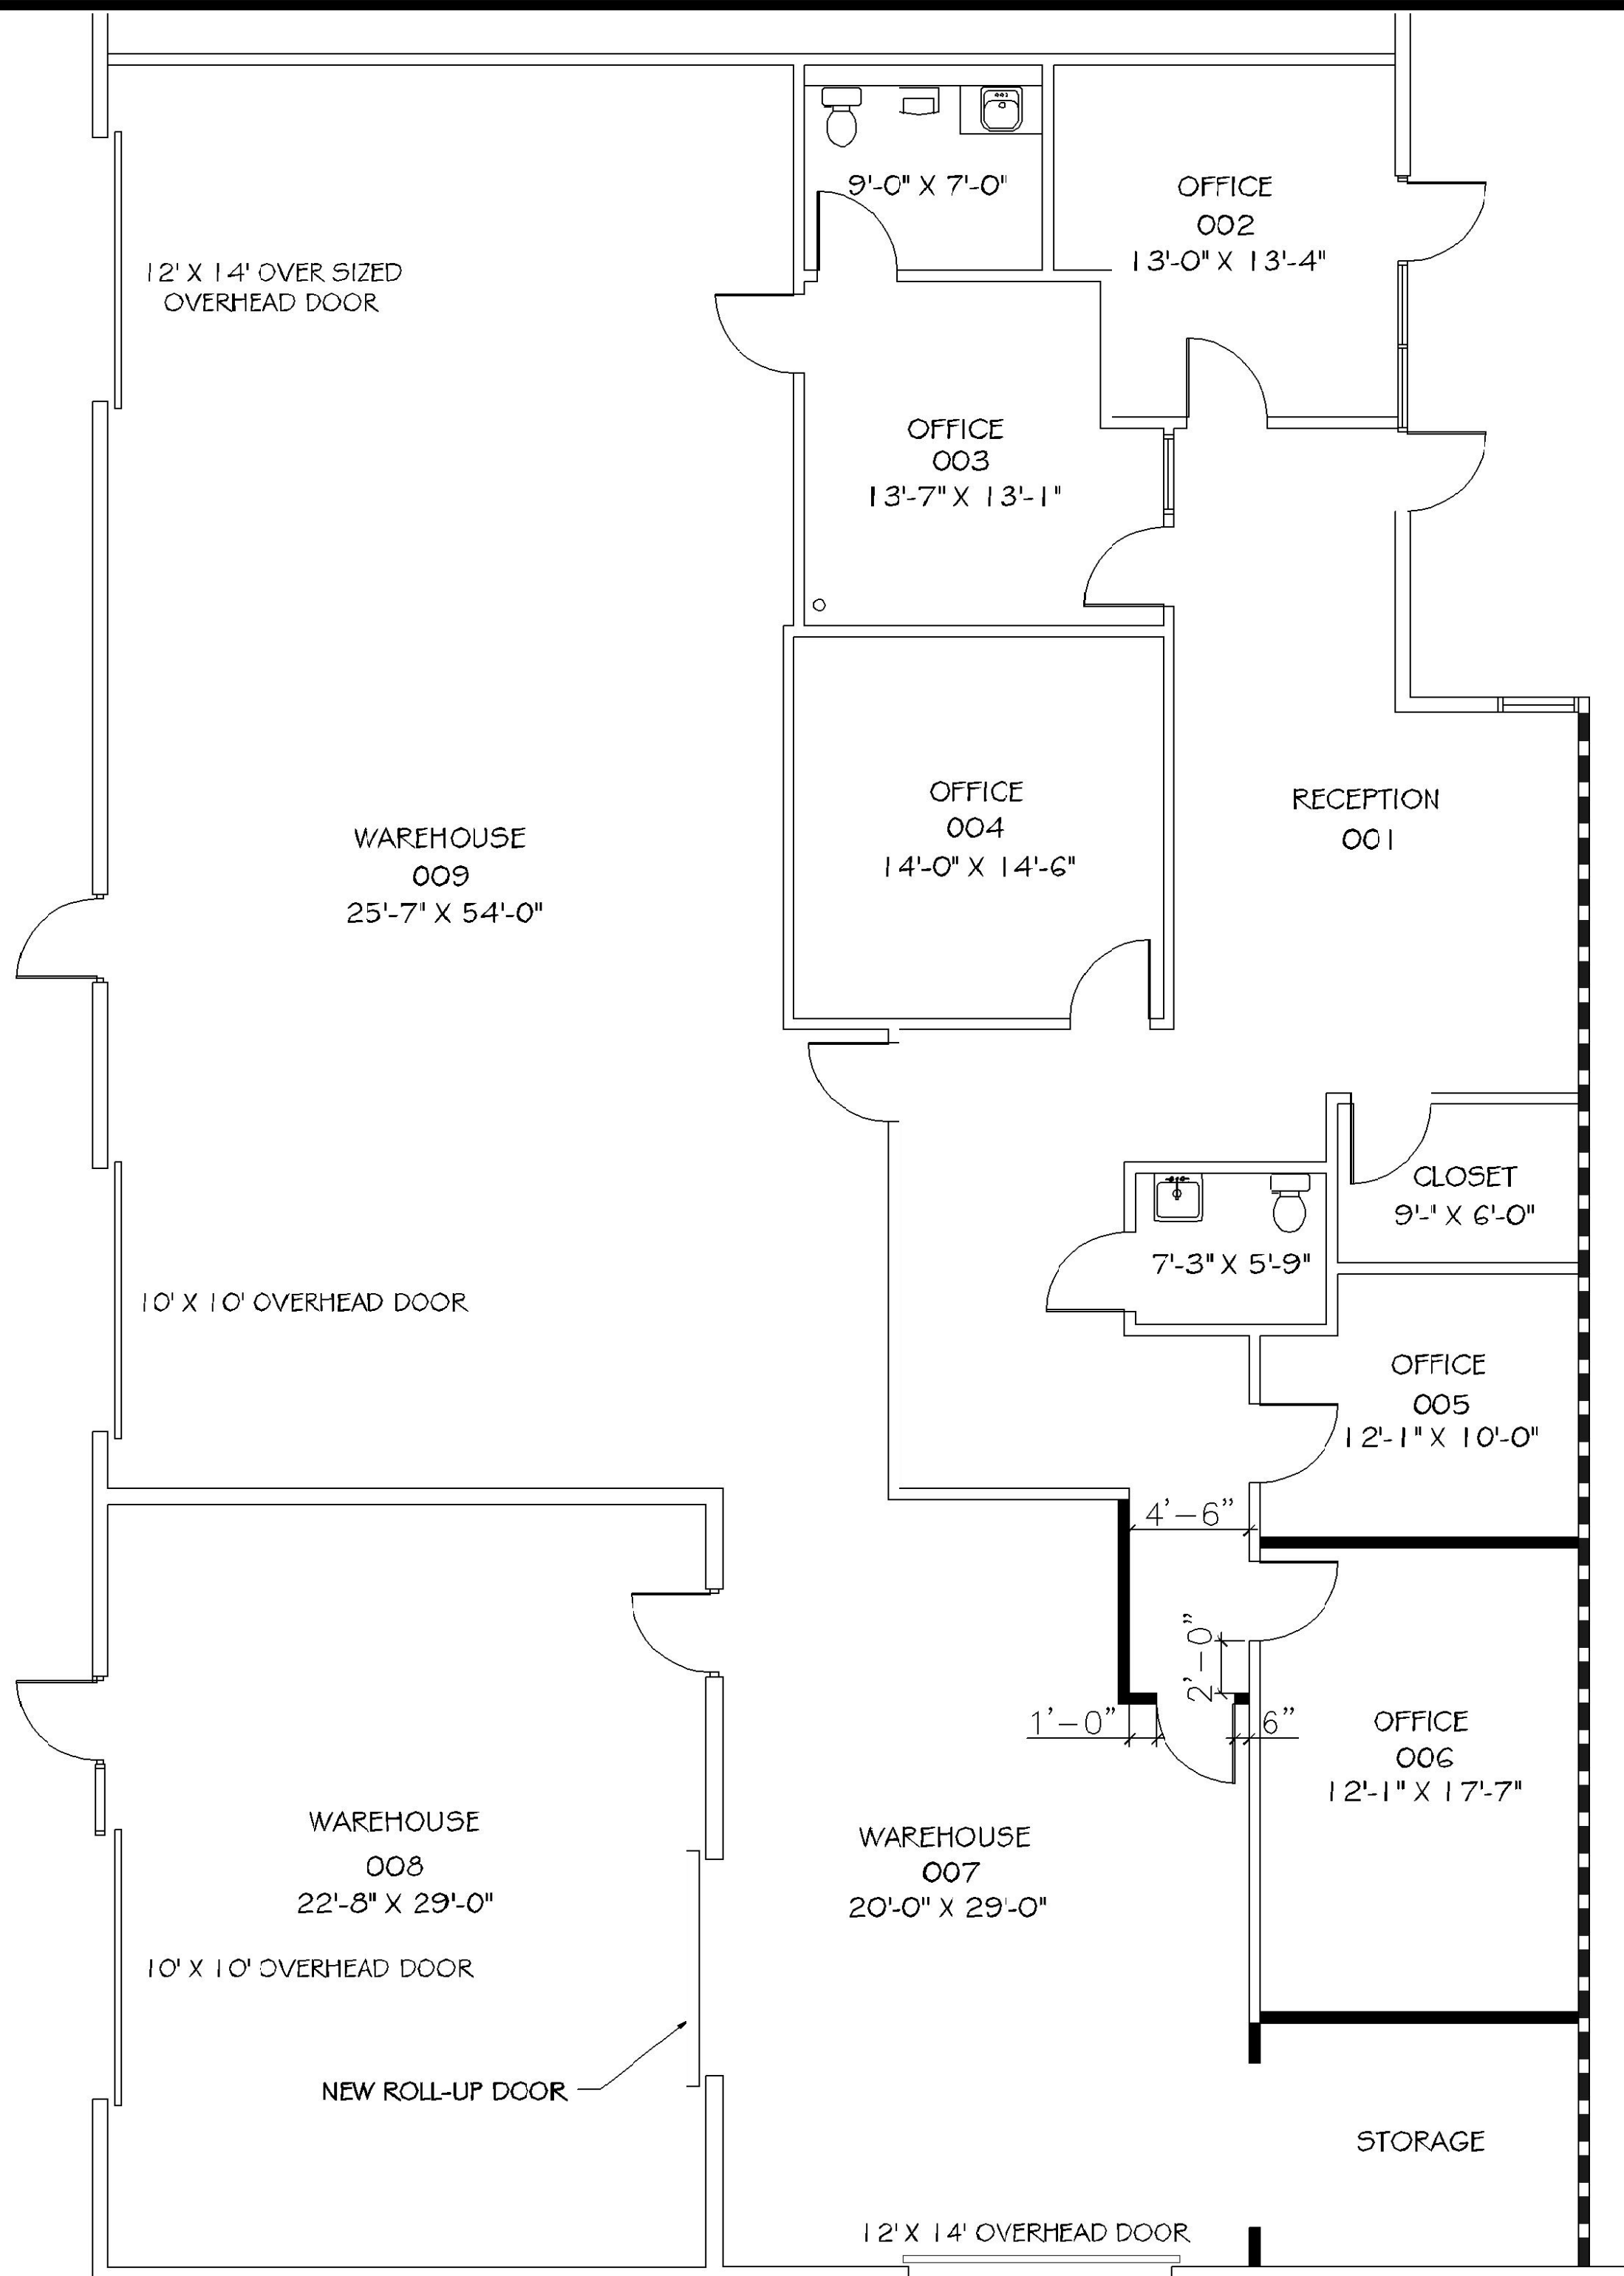 9'-0" X 7'-0"
OFFICE
002
13'-0" X 13'-4"
12' X 14' OVER SIZED
OVERHEAD DOOR
OFFICE
003
13'-7" X 13'-1"
OFFICE
004
14'-0" X 14'-6"
RECEPTION
001
WAREHOUSE
009
25'-7" X 54'-0"
CLOSET
9'-" X 6'-0"
7'-3" X 5'-9"
10' X 10' OVERHEAD DOOR
OFFICE
005
12'-1" X 10'-0"
4'-6"
2'-0"
1'-0"
6"
OFFICE
006
12'-1" X 17'-7"
WAREHOUSE
008
22'-8" X 29'-0"
WAREHOUSE
007
20'-0" X 29'-0"
10' X 10' OVERHEAD DOOR
NEW ROLL-UP DOOR
STORAGE
12' X 14' OVERHEAD DOOR